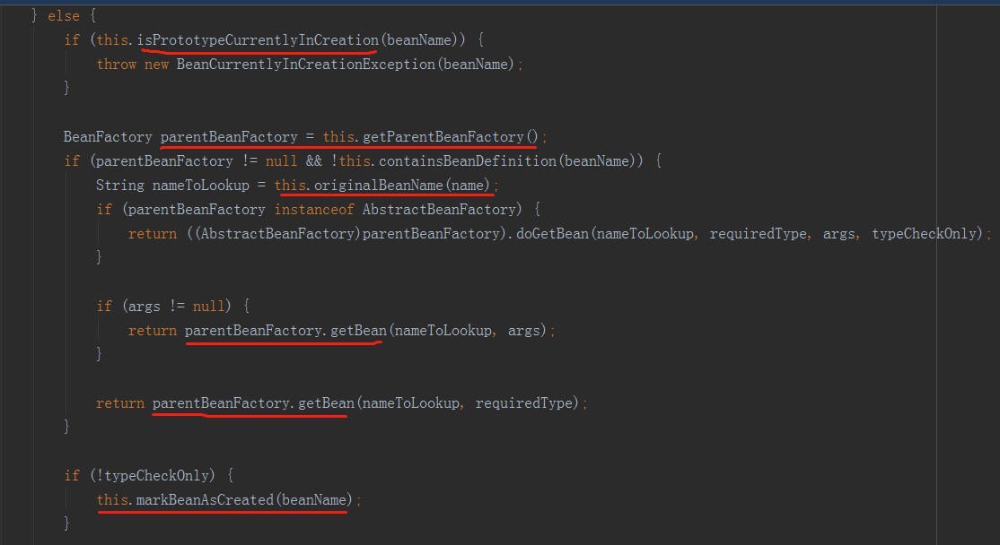 } else {
if (this.isPrototypeCurrentlyInCreation(beanName)) {
throw new BeanCurrentlyInCreationException(beanName);
}
BeanFactory parentBeanFactory = this.getParentBeanFactory();
if (parentBeanFactory != null && !this.containsBeanDefinition(beanName)) {
String nameToLookup = this.originalBeanName(name);
if (parentBeanFactory instanceof AbstractBeanFactory) {
return ((AbstractBeanFactory)parentBeanFactory).doGetBean(nameToLookup, requiredType, args, typeCheckOnly);
}
if (args != null) {
return parentBeanFactory.getBean(nameToLookup, args);
}
return parentBeanFactory.getBean(nameToLookup, requiredType);
}
if (!typeCheckOnly) {
this.markBeanAsCreated(beanName);
}